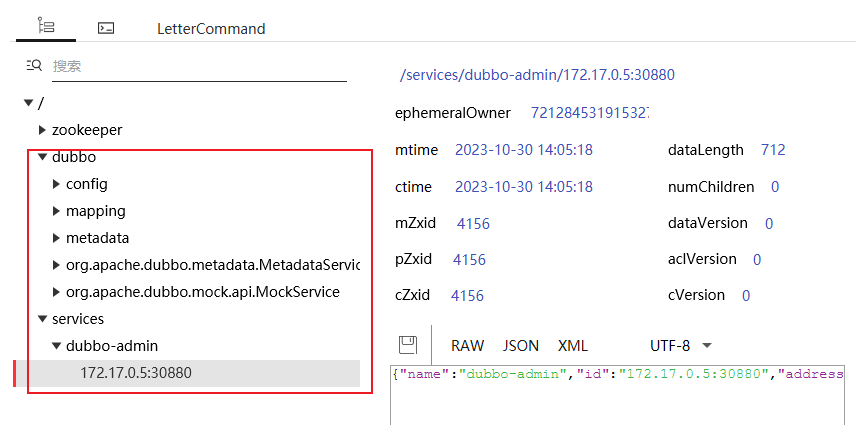 LetterCommand
搜索
/
zookeeper
dubbo
config
mapping
metadata
org.apache.dubbo.metadata.MetadataServic
org.apache.dubbo.mock.api.MockService
services
dubbo-admin
172.17.0.5:30880
/services/dubbo-admin/172.17.0.5:30880
ephemeralOwner 72128453191532
mtime 2023-10-30 14:05:18 dataLength 712
ctime 2023-10-30 14:05:18 numChildren 0
mZxid 4156 dataVersion 0
pZxid 4156 aclVersion 0
cZxid 4156 cVersion 0
RAW JSON XML UTF-8
{"name":"dubbo-admin","id":"172.17.0.5:30880","address